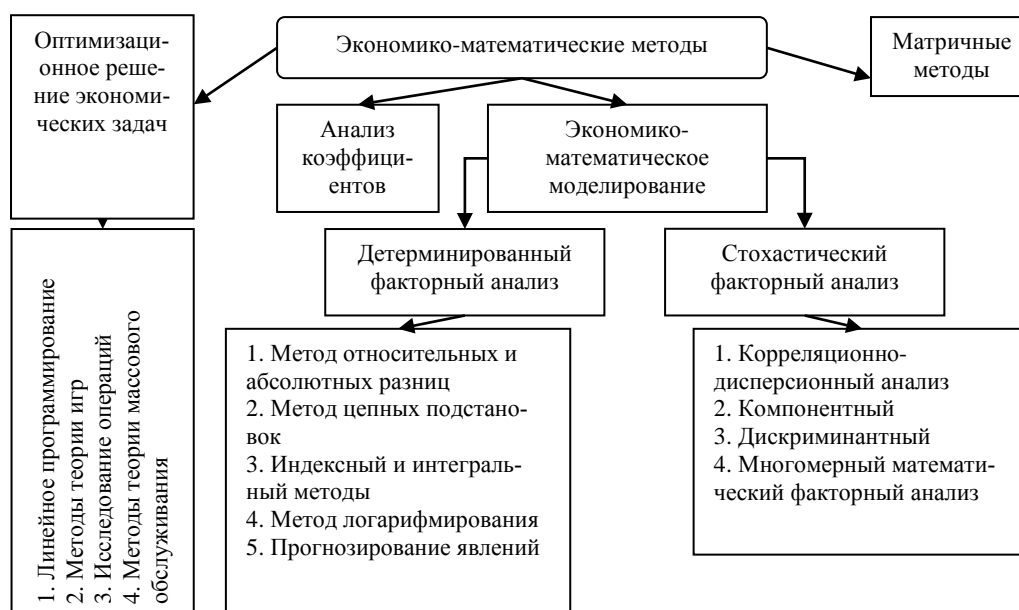 Оптимизаци-
онное реше-
ние экономи-
ческих задач
Экономико-математические методы
Матричные
методы
Анализ
коэффици-
ентов
Экономико-
математическое
моделирование
Детерминированный
факторный анализ
Стохастический
факторный анализ
1. Линейное программирование
2. Методы теории игр
3. Исследование операций
4. Методы теории массового
обслуживания
1. Метод относительных и
абсолютных разниц
2. Метод цепных подстано-
вок
3. Индексный и интеграль-
ный методы
4. Метод логарифмирования
5. Прогнозирование явлений
1. Корреляционно-
дисперсионный анализ
2. Компонентный
3. Дискриминантный
4. Многомерный математи-
ческий факторный анализ